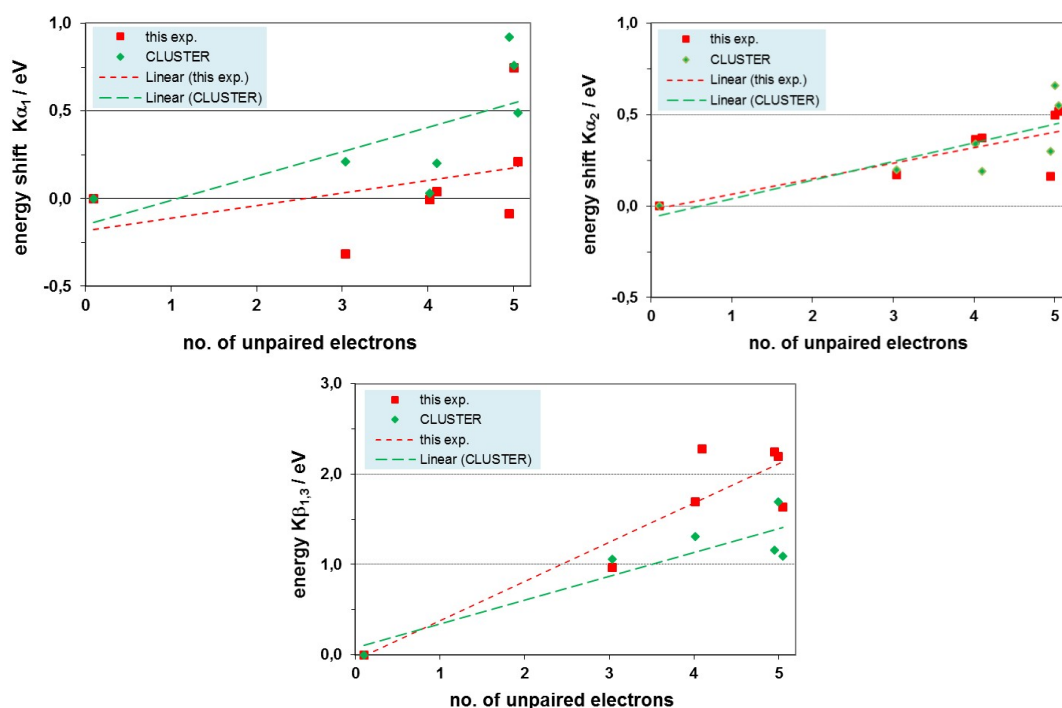 energy shift Kα₁ / eV
1,0
0,5
0,0
-0,5
this exp.
CLUSTER
Linear (this exp.)
Linear (CLUSTER)
0 1 2 3 4 5
no. of unpaired electrons
energy shift Kα₂ / eV
1,0
0,5
0,0
-0,5
this exp.
CLUSTER
Linear (this exp.)
Linear (CLUSTER)
0 1 2 3 4 5
no. of unpaired electrons
energy Kβ₁,₃ / eV
3,0
2,0
1,0
0,0
this exp.
CLUSTER
this exp.
Linear (CLUSTER)
0 1 2 3 4 5
no. of unpaired electrons